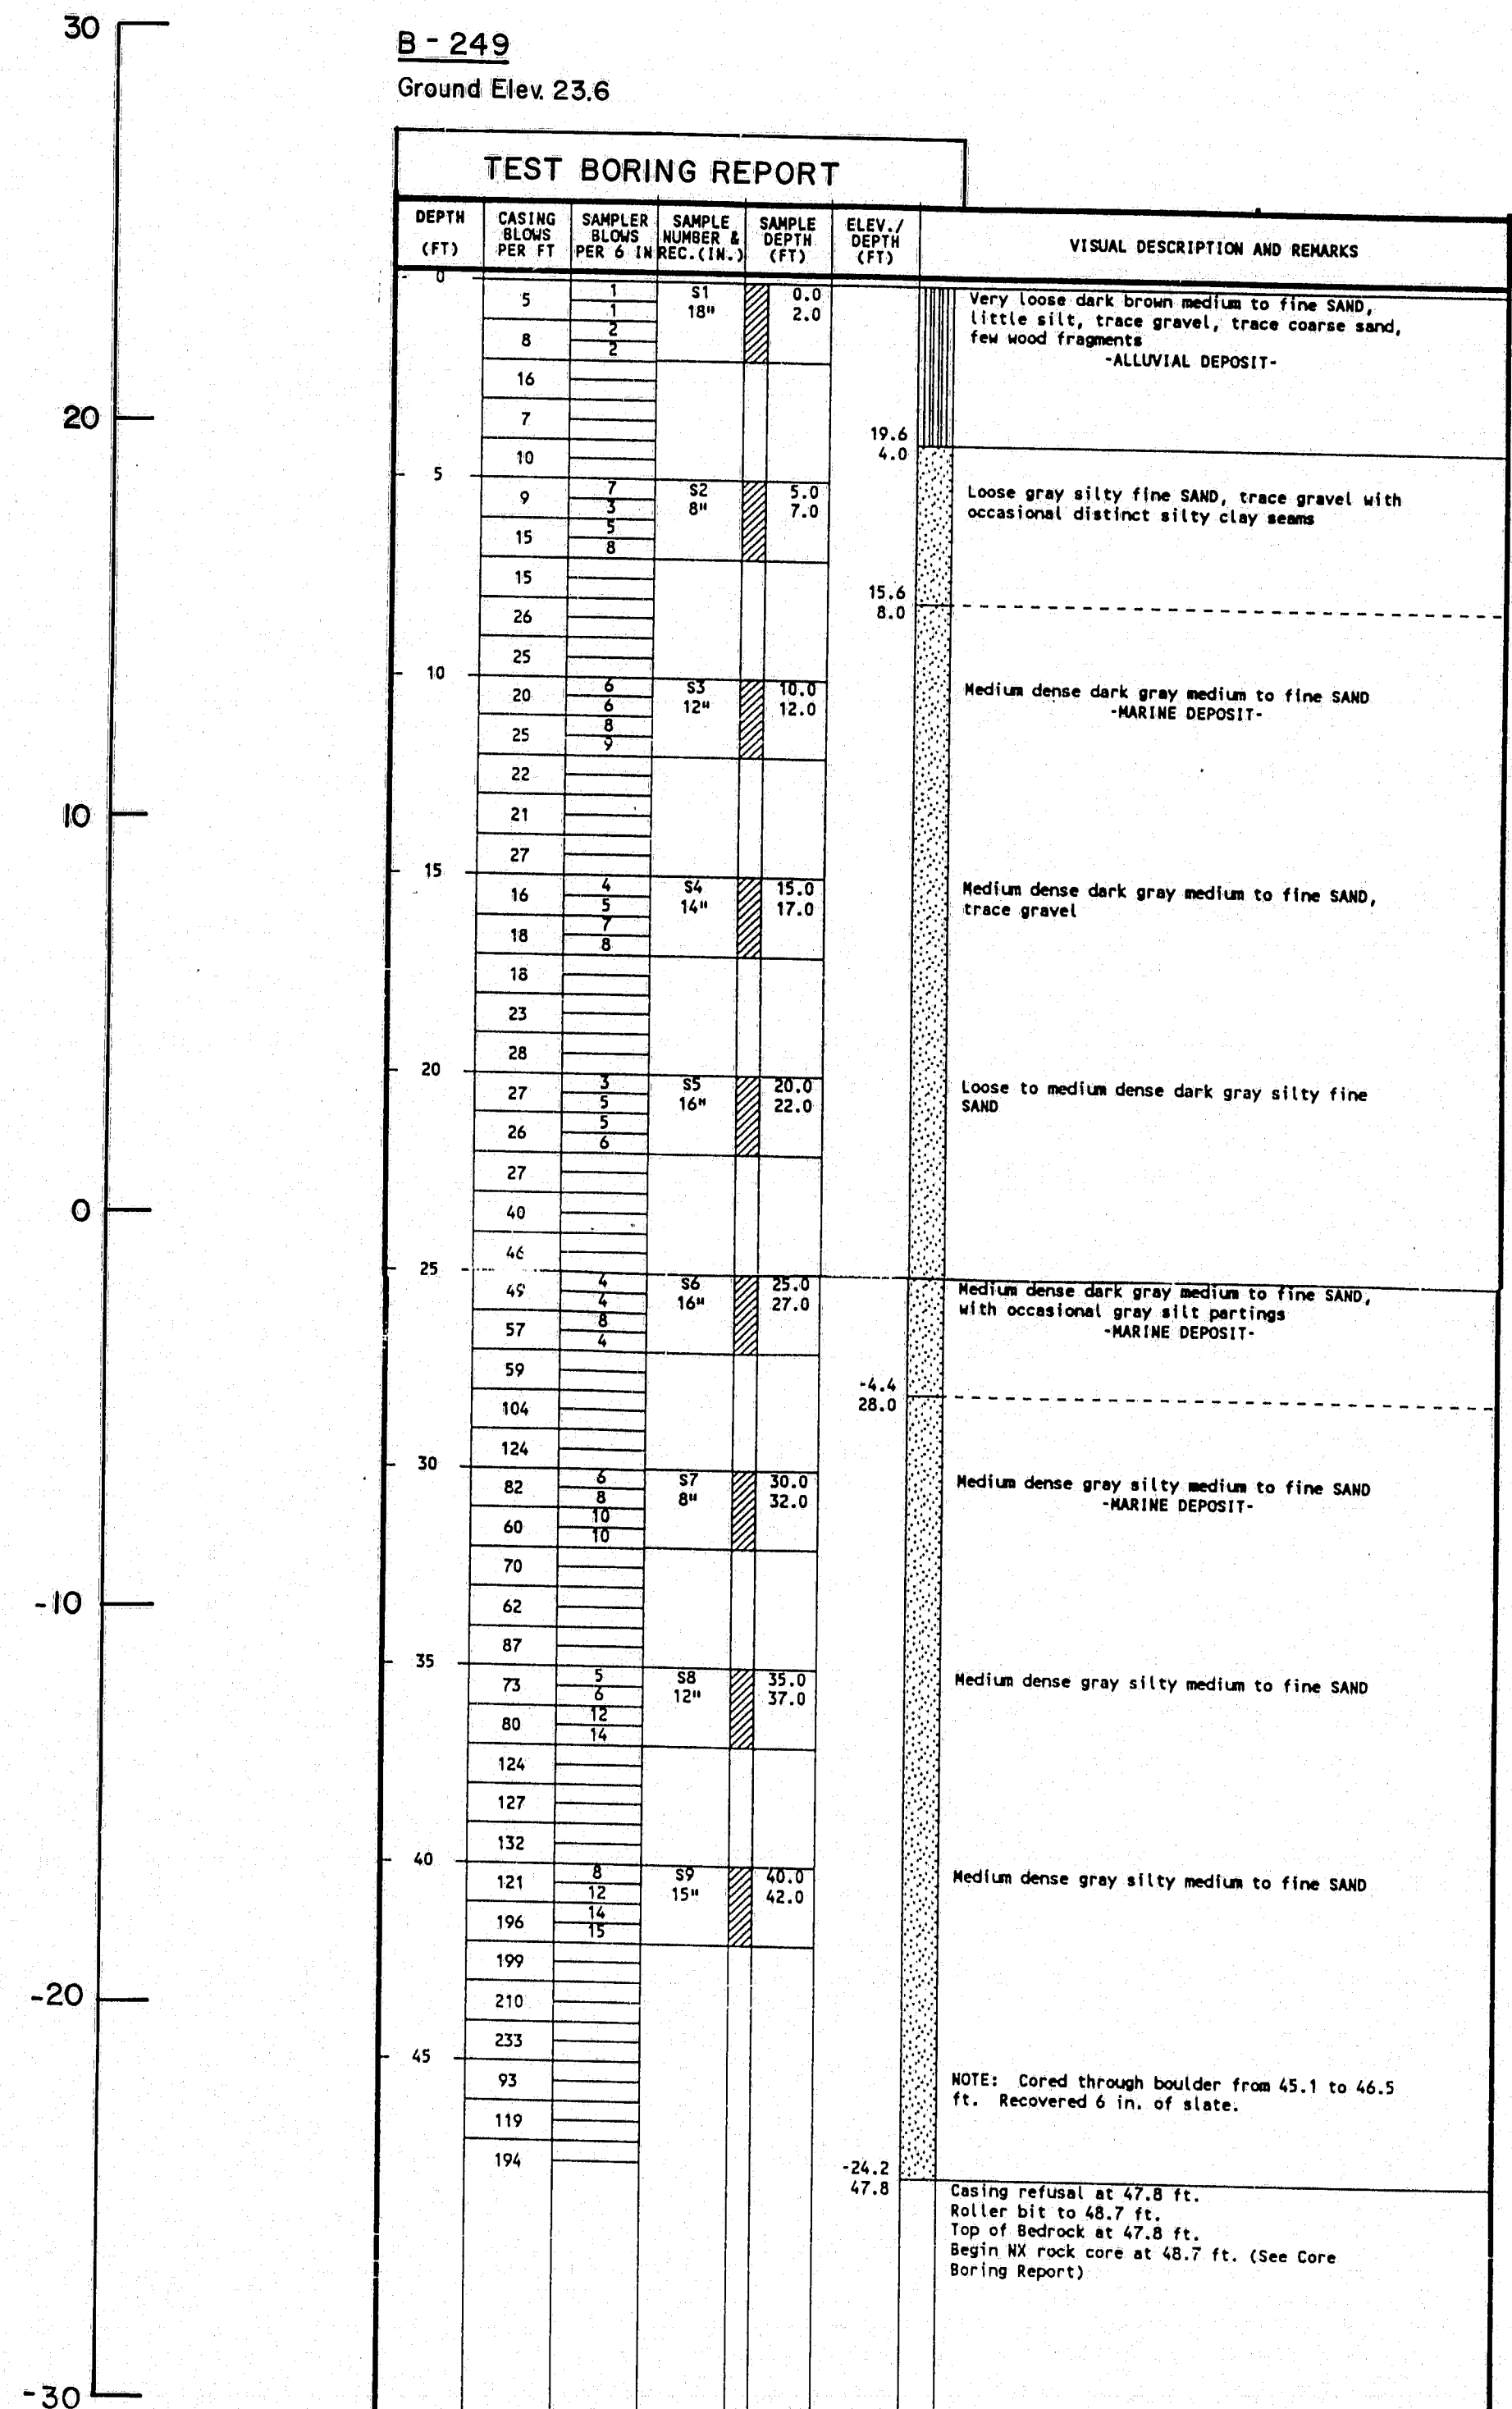 30
B - 249
Ground Elev. 23.6
TEST BORING REPORT
DEPTH (FT) CASING BLOWS PER FT SAMPLER BLOWS PER 6 IN SAMPLE NUMBER & REC.(IN.) SAMPLE DEPTH (FT) ELEV./ DEPTH (FT) VISUAL DESCRIPTION AND REMARKS
0
5 1 S1 0.0 Very loose dark brown medium to fine SAND,
1 18" 2.0 little silt, trace gravel, trace coarse sand,
8 2 few wood fragments
2 -ALLUVIAL DEPOSIT-
16
20
7
19.6
10 4.0
5
9 7 S2 5.0 Loose gray silty fine SAND, trace gravel with
3 8" 7.0 occasional distinct silty clay seams
15 5
8
15
15.6
26 8.0
25
10
20 6 S3 10.0 Medium dense dark gray medium to fine SAND
6 12" 12.0 -MARINE DEPOSIT-
25 8
9
22
21
10
27
15
16 4 S4 15.0 Medium dense dark gray medium to fine SAND,
5 14" 17.0 trace gravel
18 7
8
18
23
28
20
27 3 S5 20.0 Loose to medium dense dark gray silty fine
5 16" 22.0 SAND
26 5
6
27
40
0
46
25
49 4 S6 25.0 Medium dense dark gray medium to fine SAND,
4 16" 27.0 with occasional gray silt partings
57 8 -MARINE DEPOSIT-
4
59
-4.4
104 28.0
124
30
82 6 S7 30.0 Medium dense gray silty medium to fine SAND
8 8" 32.0 -MARINE DEPOSIT-
60 10
10
70
62
-10
87
35
73 5 S8 35.0 Medium dense gray silty medium to fine SAND
6 12" 37.0
80 12
14
124
127
132
40
121 8 S9 40.0 Medium dense gray silty medium to fine SAND
12 15" 42.0
196 14
15
199
210
-20
233
45
93 NOTE: Cored through boulder from 45.1 to 46.5
ft. Recovered 6 in. of slate.
119
194 -24.2
47.8 Casing refusal at 47.8 ft.
Roller bit to 48.7 ft.
Top of Bedrock at 47.8 ft.
Begin NX rock core at 48.7 ft. (See Core
Boring Report)
-30